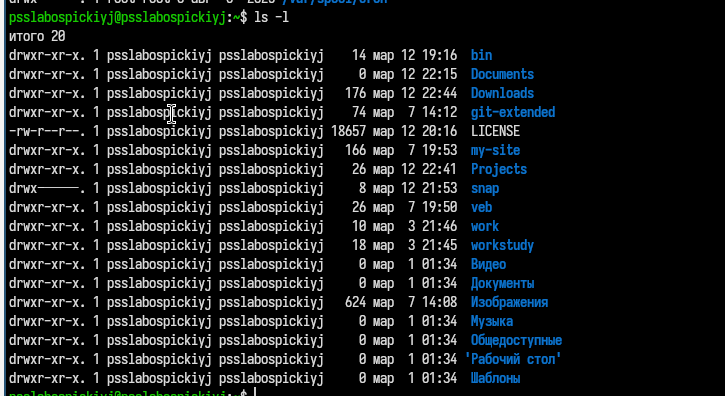 psslabospickiyj@psslabospickiyj:~$ ls -l
итого 20
drwxr-xr-x. 1 psslabospickiyj psslabospickiyj 14 мар 12 19:16 bin
drwxr-xr-x. 1 psslabospickiyj psslabospickiyj 0 мар 12 22:15 Documents
drwxr-xr-x. 1 psslabospickiyj psslabospickiyj 176 мар 12 22:44 Downloads
drwxr-xr-x. 1 psslabospickiyj psslabospickiyj 74 мар 7 14:12 git-extended
-rw-r--r--. 1 psslabospickiyj psslabospickiyj 18657 мар 12 20:16 LICENSE
drwxr-xr-x. 1 psslabospickiyj psslabospickiyj 166 мар 7 19:53 my-site
drwxr-xr-x. 1 psslabospickiyj psslabospickiyj 26 мар 12 22:41 Projects
drwx------. 1 psslabospickiyj psslabospickiyj 8 мар 12 21:53 snap
drwxr-xr-x. 1 psslabospickiyj psslabospickiyj 26 мар 7 19:50 veb
drwxr-xr-x. 1 psslabospickiyj psslabospickiyj 10 мар 3 21:46 work
drwxr-xr-x. 1 psslabospickiyj psslabospickiyj 18 мар 3 21:45 workstudy
drwxr-xr-x. 1 psslabospickiyj psslabospickiyj 0 мар 1 01:34 Видео
drwxr-xr-x. 1 psslabospickiyj psslabospickiyj 0 мар 1 01:34 Документы
drwxr-xr-x. 1 psslabospickiyj psslabospickiyj 624 мар 7 14:08 Изображения
drwxr-xr-x. 1 psslabospickiyj psslabospickiyj 0 мар 1 01:34 Музыка
drwxr-xr-x. 1 psslabospickiyj psslabospickiyj 0 мар 1 01:34 Общедоступные
drwxr-xr-x. 1 psslabospickiyj psslabospickiyj 0 мар 1 01:34 'Рабочий стол'
drwxr-xr-x. 1 psslabospickiyj psslabospickiyj 0 мар 1 01:34 Шаблоны
psslabospickiyj@psslabospickiyj:~$